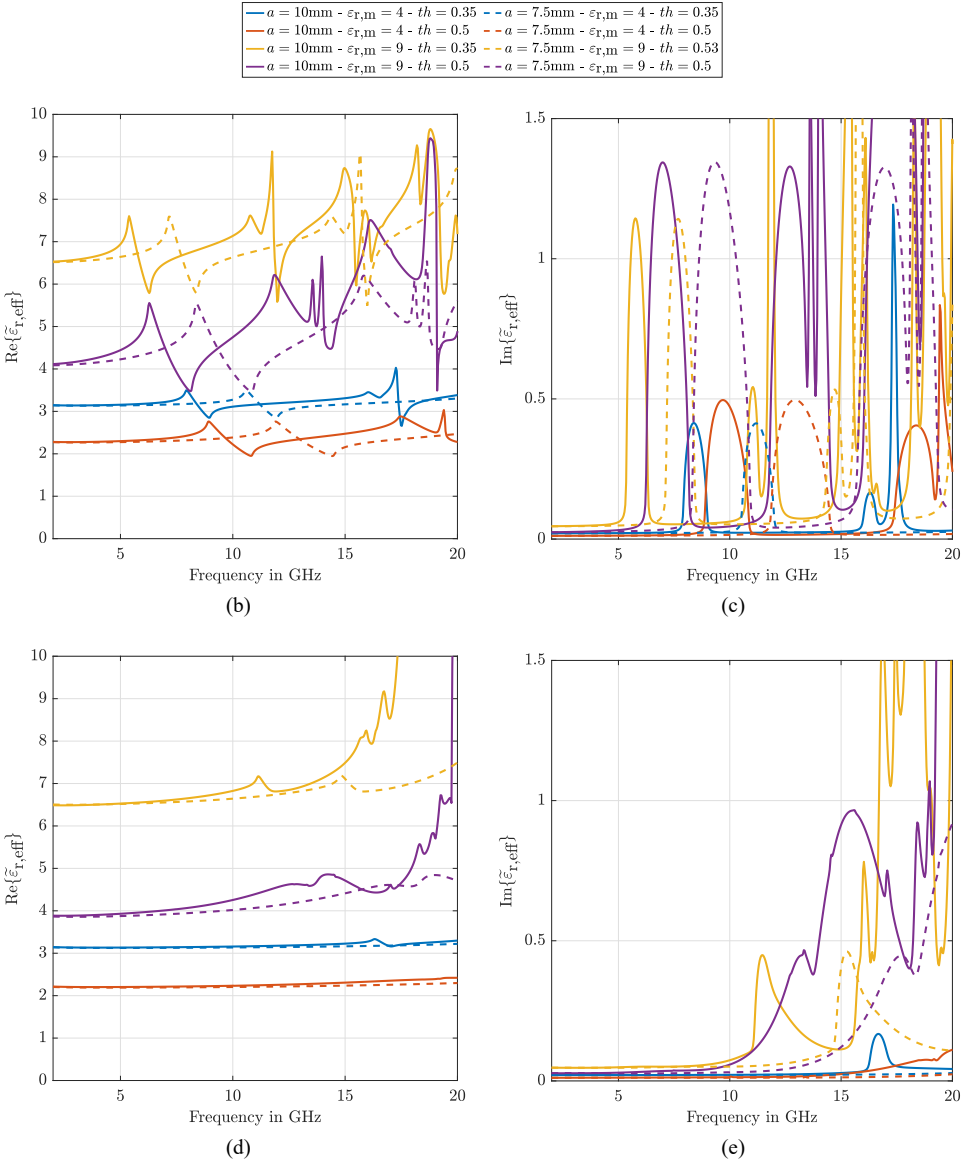 a = 10mm - εr,m = 4 - th = 0.35
a = 10mm - εr,m = 4 - th = 0.5
a = 10mm - εr,m = 9 - th = 0.35
a = 10mm - εr,m = 9 - th = 0.5
a = 7.5mm - εr,m = 4 - th = 0.35
a = 7.5mm - εr,m = 4 - th = 0.5
a = 7.5mm - εr,m = 9 - th = 0.53
a = 7.5mm - εr,m = 9 - th = 0.5
10
9
8
7
6
5
4
3
2
1
0
Re{ε̃r,eff}
5 10 15 20
Frequency in GHz
(b)
1.5
1
0.5
0
Im{ε̃r,eff}
5 10 15 20
Frequency in GHz
(c)
10
9
8
7
6
5
4
3
2
1
0
Re{ε̃r,eff}
5 10 15 20
Frequency in GHz
(d)
1.5
1
0.5
0
Im{ε̃r,eff}
5 10 15 20
Frequency in GHz
(e)